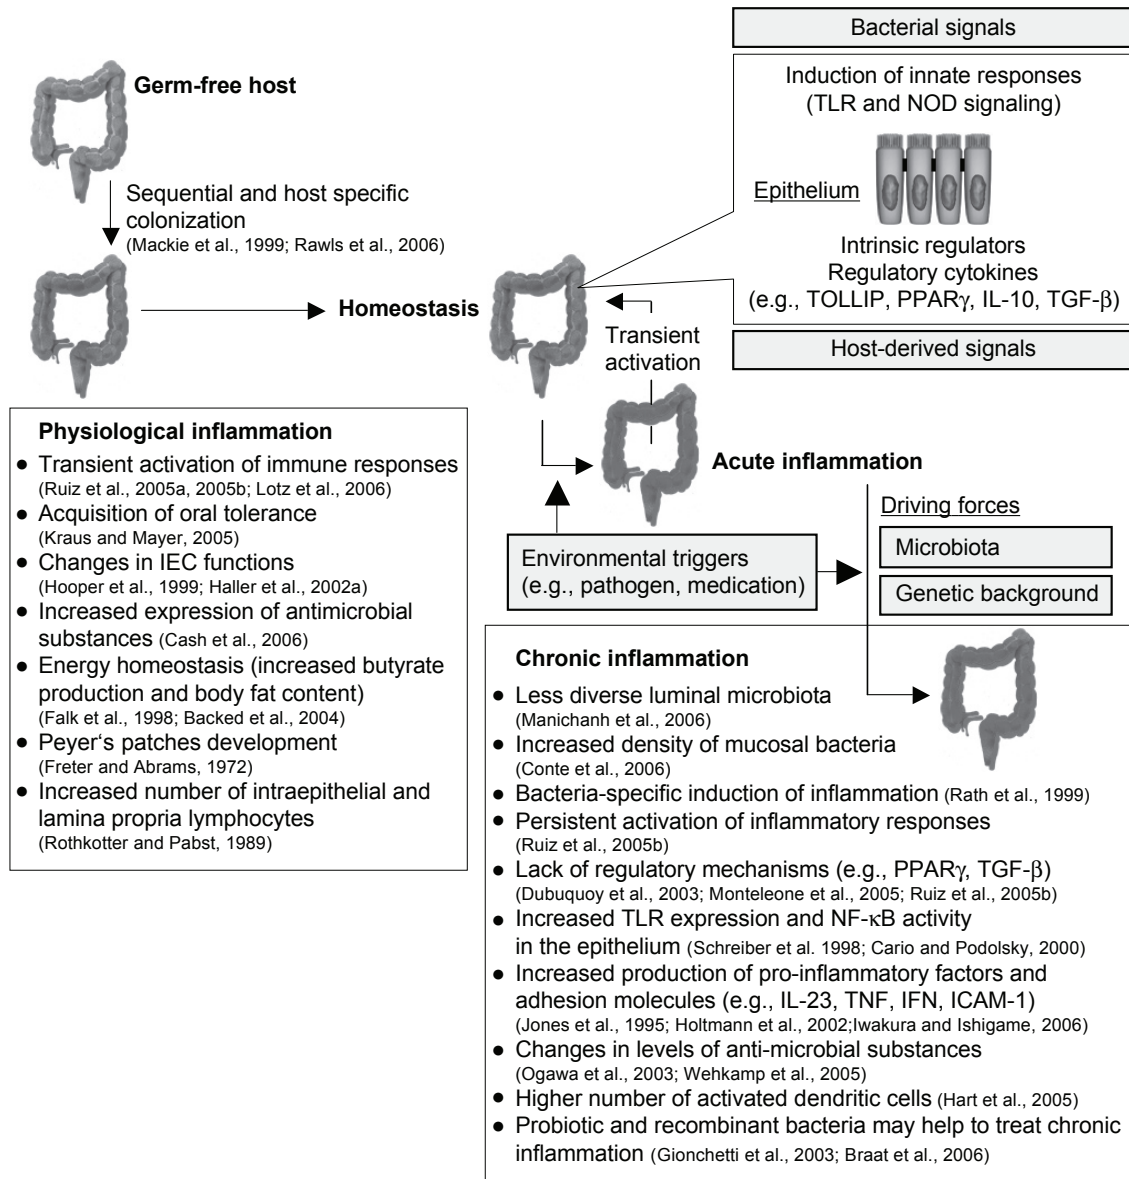 Germ-free host
Sequential and host specific
colonization
(Mackie et al., 1999; Rawls et al., 2006)
Homeostasis
Bacterial signals
Induction of innate responses
(TLR and NOD signaling)
Epithelium
Intrinsic regulators
Regulatory cytokines
(e.g., TOLLIP, PPARγ, IL-10, TGF-β)
Host-derived signals
Transient
activation
Acute inflammation
Environmental triggers
(e.g., pathogen, medication)
Driving forces
Microbiota
Genetic background
Physiological inflammation
● Transient activation of immune responses
(Ruiz et al., 2005a, 2005b; Lotz et al., 2006)
● Acquisition of oral tolerance
(Kraus and Mayer, 2005)
● Changes in IEC functions
(Hooper et al., 1999; Haller et al., 2002a)
● Increased expression of antimicrobial
substances (Cash et al., 2006)
● Energy homeostasis (increased butyrate
production and body fat content)
(Falk et al., 1998; Backed et al., 2004)
● Peyer‘s patches development
(Freter and Abrams, 1972)
● Increased number of intraepithelial and
lamina propria lymphocytes
(Rothkotter and Pabst, 1989)
Chronic inflammation
● Less diverse luminal microbiota
(Manichanh et al., 2006)
● Increased density of mucosal bacteria
(Conte et al., 2006)
● Bacteria-specific induction of inflammation (Rath et al., 1999)
● Persistent activation of inflammatory responses
(Ruiz et al., 2005b)
● Lack of regulatory mechanisms (e.g., PPARγ, TGF-β)
(Dubuquoy et al., 2003; Monteleone et al., 2005; Ruiz et al., 2005b)
● Increased TLR expression and NF-κB activity
in the epithelium (Schreiber et al. 1998; Cario and Podolsky, 2000)
● Increased production of pro-inflammatory factors and
adhesion molecules (e.g., IL-23, TNF, IFN, ICAM-1)
(Jones et al., 1995; Holtmann et al., 2002;Iwakura and Ishigame, 2006)
● Changes in levels of anti-microbial substances
(Ogawa et al., 2003; Wehkamp et al., 2005)
● Higher number of activated dendritic cells (Hart et al., 2005)
● Probiotic and recombinant bacteria may help to treat chronic
inflammation (Gionchetti et al., 2003; Braat et al., 2006)